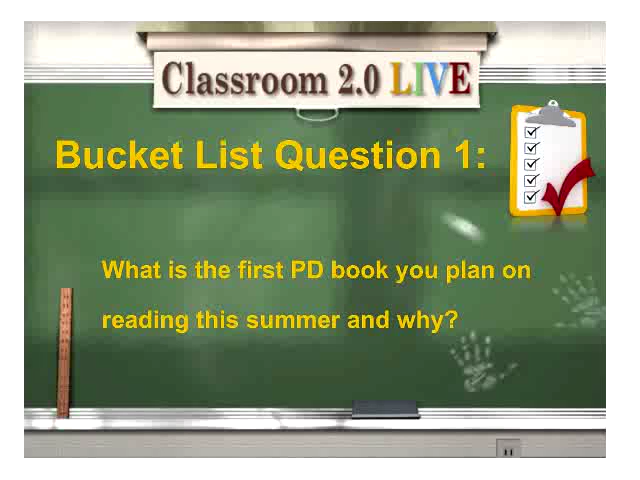 Classroom 2.0 LIVE
Bucket List Question 1:
What is the first PD book you plan on
reading this summer and why?